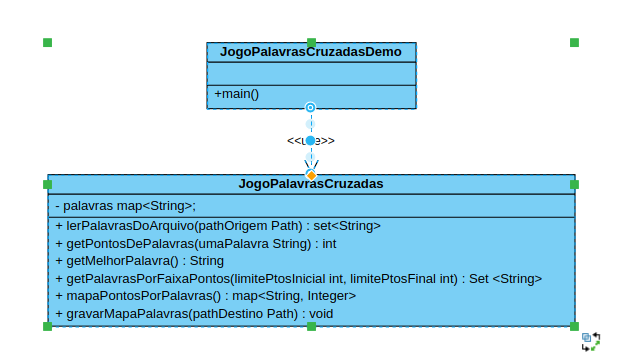 JogoPalavrasCruzadasDemo
+main()
<<use>>
JogoPalavrasCruzadas
- palavras map<String>;
+ lerPalavrasDoArquivo(pathOrigem Path) : set<String>
+ getPontosDePalavras(umaPalavra String) : int
+ getMelhorPalavra() : String
+ getPalavrasPorFaixaPontos(limitePtosInicial int, limitePtosFinal int) : Set <String>
+ mapaPontosPorPalavras() : map<String, Integer>
+ gravarMapaPalavras(pathDestino Path) : void